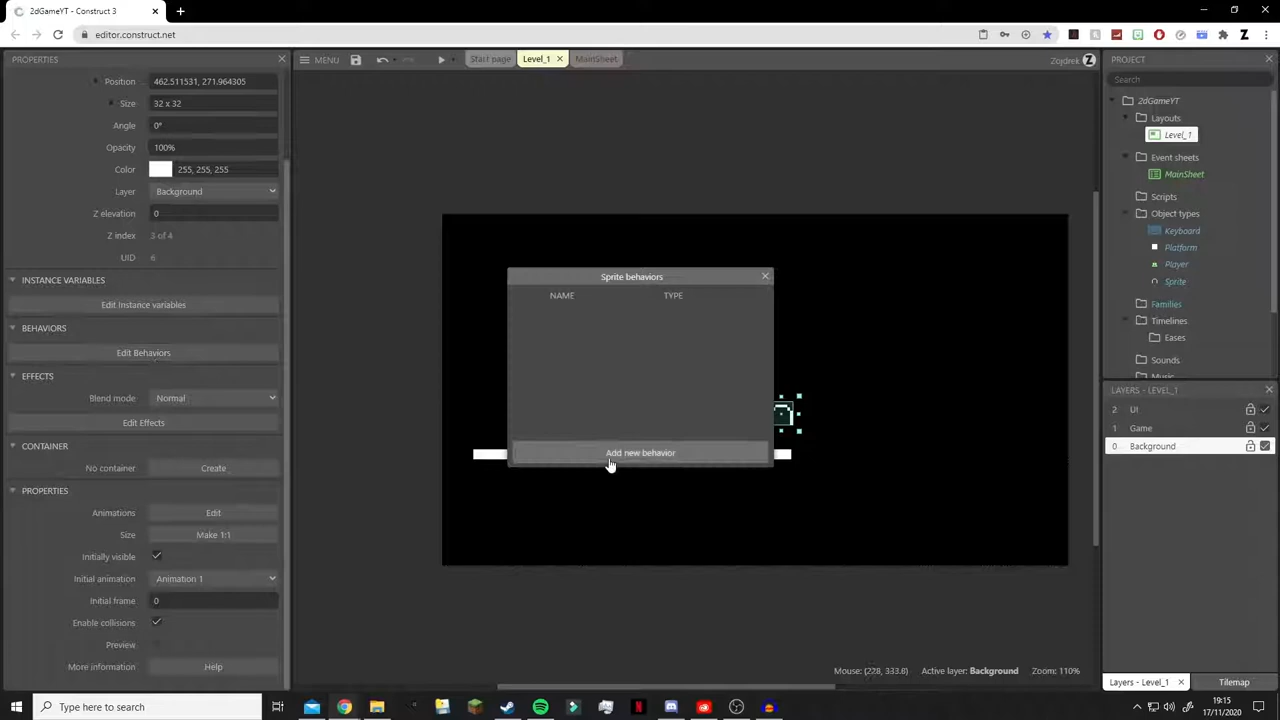 2dGameYT - Construct 3
editor.construct.net
PROPERTIES
Position 462.511531, 271.964305
Size 32 x 32
Angle 0°
Opacity 100%
Color 255, 255, 255
Layer Background
Z elevation 0
Z index 3 of 4
UID 6
INSTANCE VARIABLES
Edit Instance variables
BEHAVIORS
Edit Behaviors
EFFECTS
Blend mode Normal
Edit Effects
CONTAINER
No container Create
PROPERTIES
Animations Edit
Size Make 1:1
Initially visible
Initial animation Animation 1
Initial frame 0
Enable collisions
Preview
More information Help
MENU
Start page Level_1 MainSheet
Zojdrek Z
Sprite behaviors
NAME TYPE
Add new behavior
Mouse: (228, 333.8) Active layer: Background Zoom: 110%
PROJECT
Search
2dGameYT
Layouts
Level_1
Event sheets
MainSheet
Scripts
Object types
Keyboard
Platform
Player
Sprite
Families
Timelines
Eases
Sounds
Music
LAYERS - LEVEL_1
2 UI
1 Game
0 Background
Layers - Level_1 Tilemap
Type here to search
19:15
17/11/2020